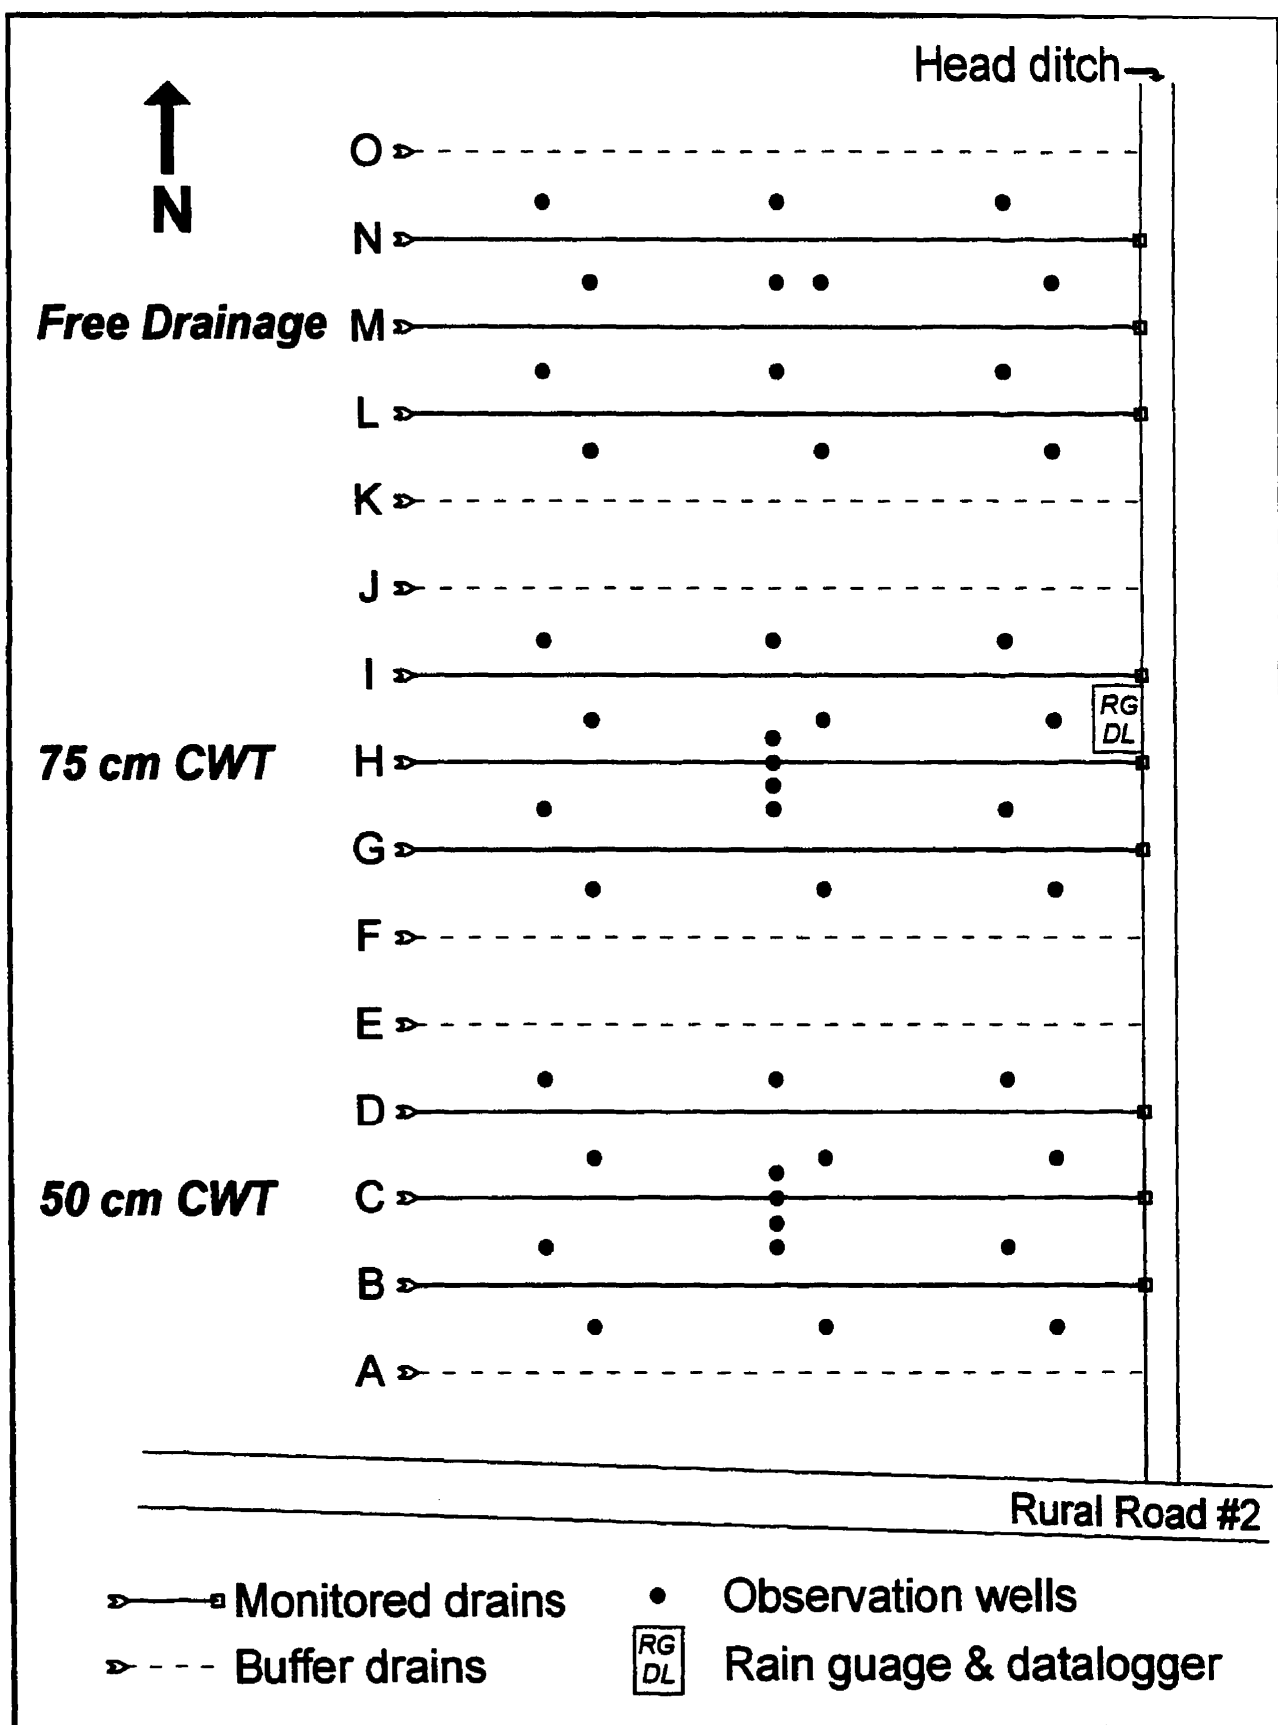 Head ditch
N
O
N
Free Drainage M
L
K
J
I
RG
DL
75 cm CWT H
G
F
E
D
50 cm CWT C
B
A
Rural Road #2
Monitored drains
Observation wells
Buffer drains
RG
DL
Rain guage & datalogger